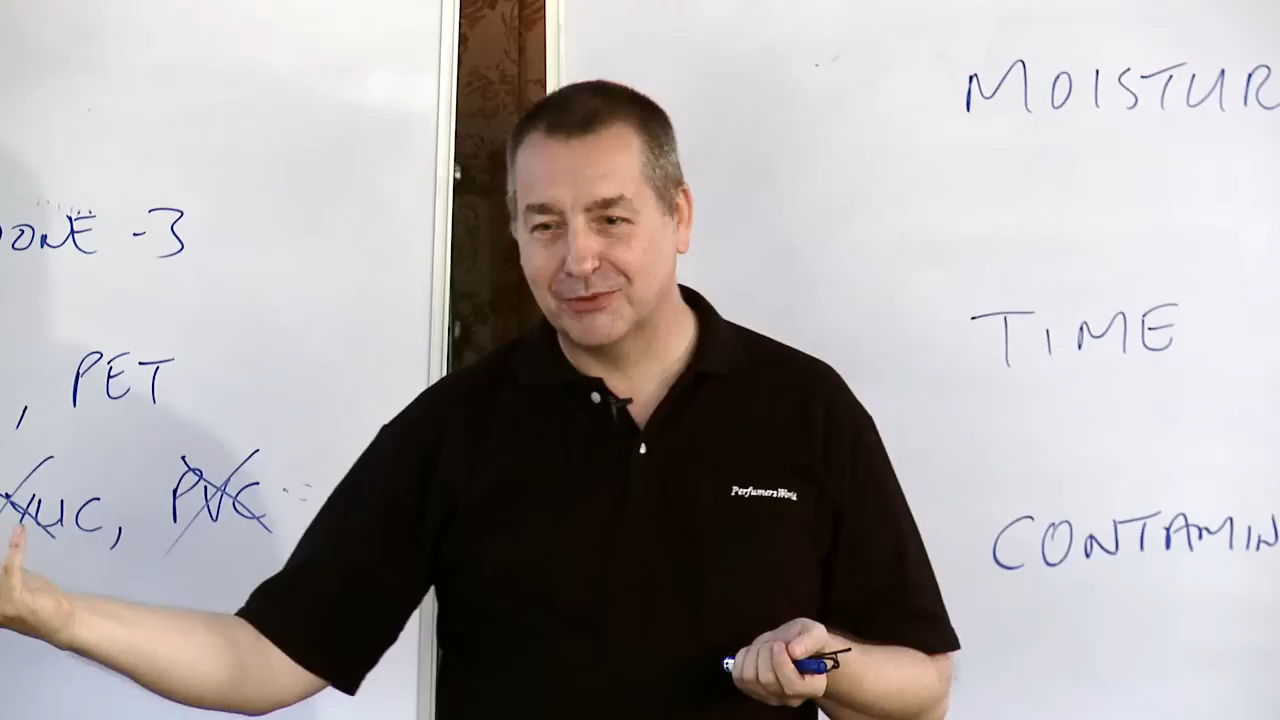 MOISTUR
ONE -3
, PET
PVC
TIME
PerfumersWorld
CONTAMIN